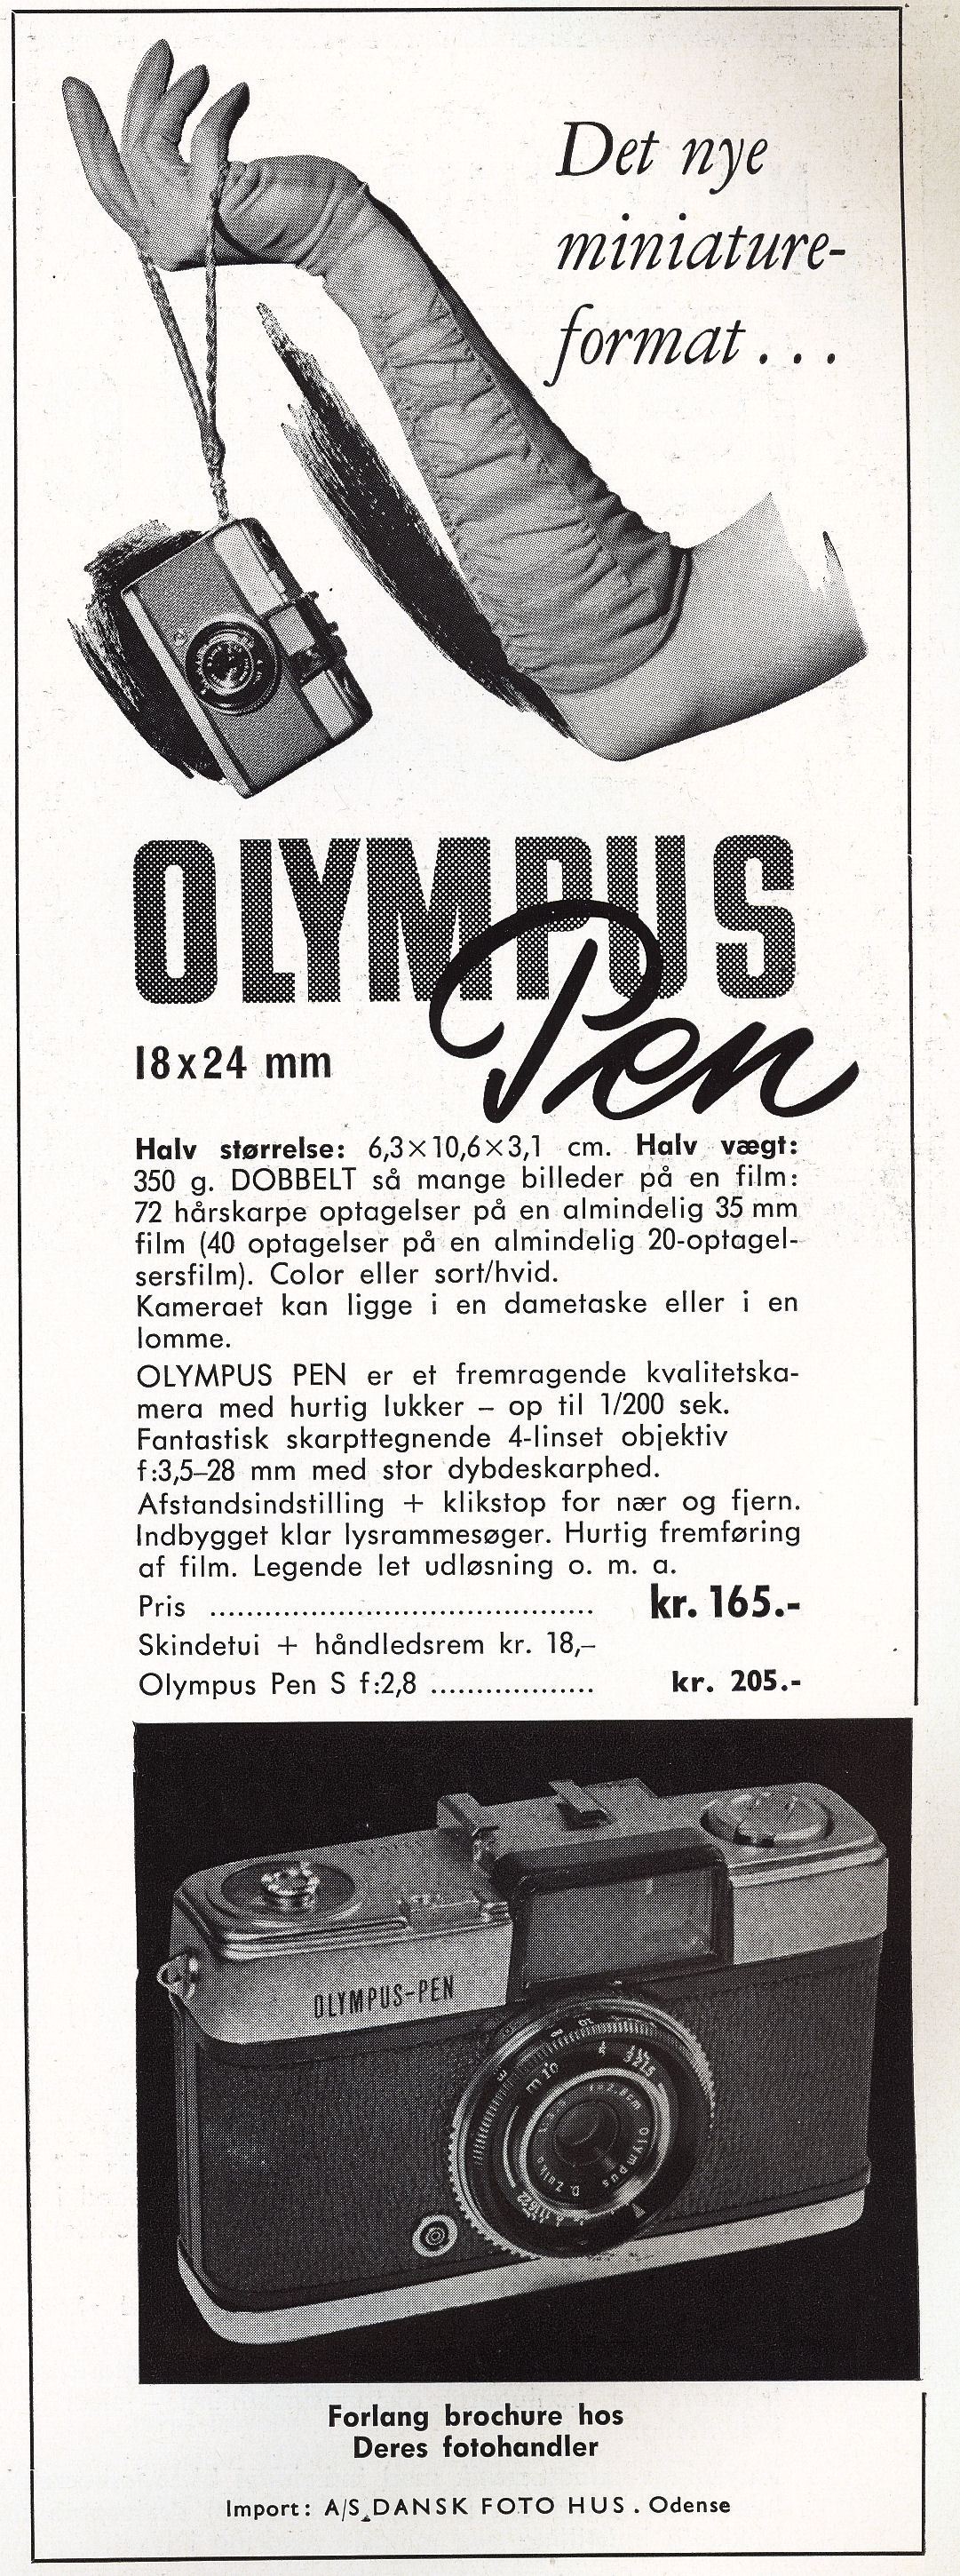 Det nye
miniature-
format . . .
OLYMPUS
Pen
18x24 mm
Halv størrelse: 6,3×10,6×3,1 cm. Halv vægt:
350 g. DOBBELT så mange billeder på en film:
72 hårskarpe optagelser på en almindelig 35 mm
film (40 optagelser på en almindelig 20-optagel-
sersfilm). Color eller sort/hvid.
Kameraet kan ligge i en dametaske eller i en
lomme.
OLYMPUS PEN er et fremragende kvalitetska-
mera med hurtig lukker – op til 1/200 sek.
Fantastisk skarpttegnende 4-linset objektiv
f:3,5–28 mm med stor dybdeskarphed.
Afstandsindstilling + klikstop for nær og fjern.
Indbygget klar lysrammesøger. Hurtig fremføring
af film. Legende let udløsning o. m. a.
Pris .......................................... kr. 165.-
Skindetui + håndledsrem kr. 18,–
Olympus Pen S f:2,8 .................. kr. 205.-
OLYMPUS-PEN
Olympus
D.Zuiko
Forlang brochure hos
Deres fotohandler
Import: A/S DANSK FOTO HUS . Odense